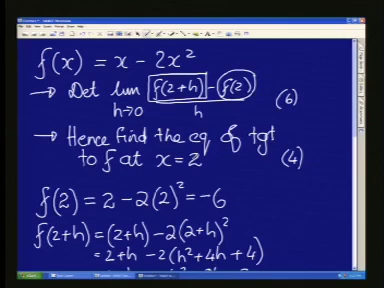 f(x) = x - 2x²
→ Det lim f(2+h) - f(2) (6)
h→0 h
→ Hence find the eq of tgt
to f at x = 2 (4)
f(2) = 2 - 2(2)² = -6
f(2+h) = (2+h) - 2(2+h)²
= 2+h - 2(h² + 4h + 4)